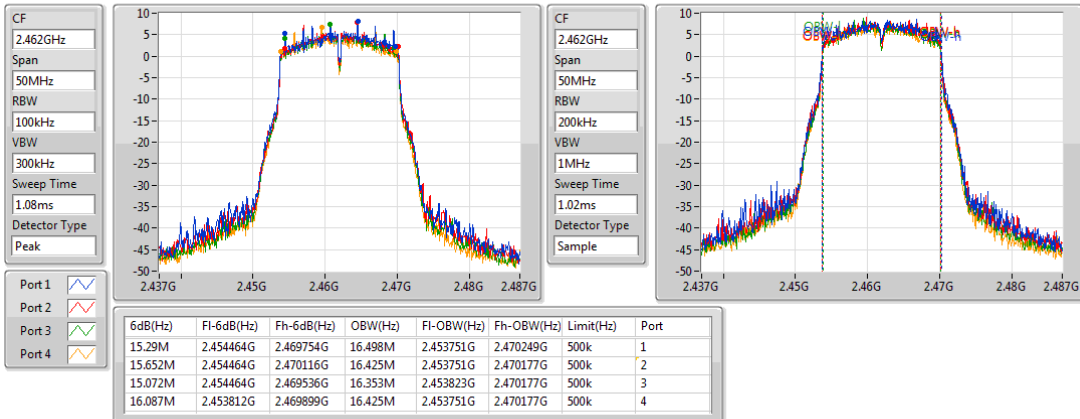 CF
2.462GHz
Span
50MHz
RBW
100kHz
VBW
300kHz
Sweep Time
1.08ms
Detector Type
Peak
10
5
0
-5
-10
-15
-20
-25
-30
-35
-40
-45
-50
2.437G 2.45G 2.46G 2.47G 2.487G
CF
2.462GHz
Span
50MHz
RBW
200kHz
VBW
1MHz
Sweep Time
1.02ms
Detector Type
Sample
10
5
0
-5
-10
-15
-20
-25
-30
-35
-40
-45
-50
2.437G 2.45G 2.46G 2.47G 2.487G
Port 1
Port 2
Port 3
Port 4
6dB(Hz) Fl-6dB(Hz) Fh-6dB(Hz) OBW(Hz) Fl-OBW(Hz) Fh-OBW(Hz) Limit(Hz) Port
15.29M 2.454464G 2.469754G 16.498M 2.453751G 2.470249G 500k 1
15.652M 2.454464G 2.470116G 16.425M 2.453751G 2.470177G 500k 2
15.072M 2.454464G 2.469536G 16.353M 2.453823G 2.470177G 500k 3
16.087M 2.453812G 2.469899G 16.425M 2.453751G 2.470177G 500k 4